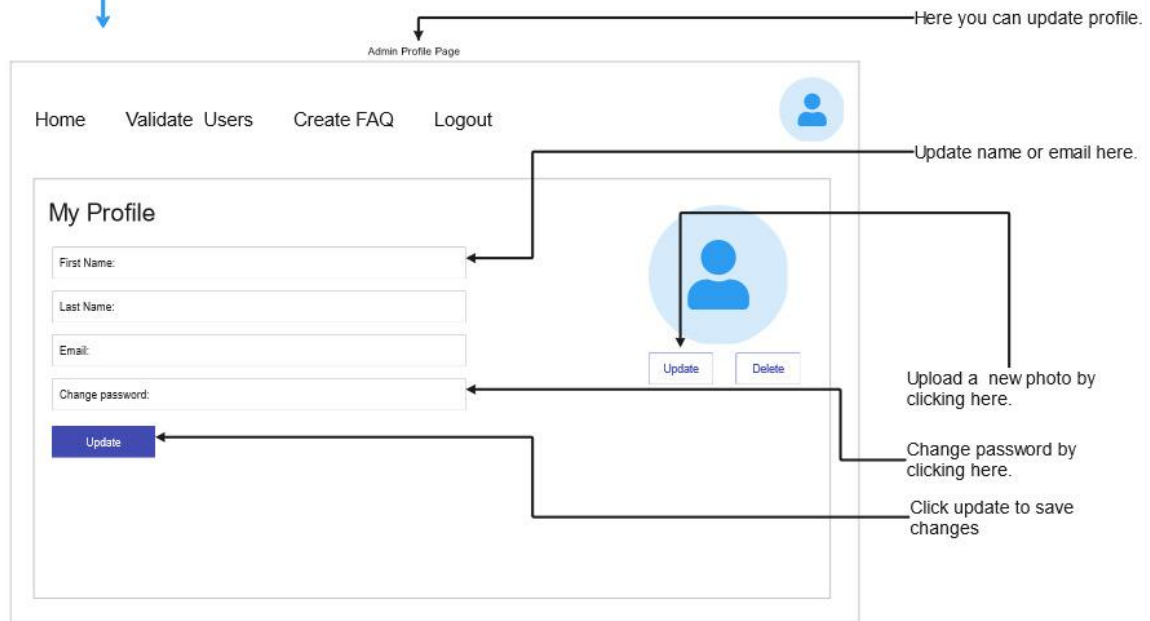 Here you can update profile.
Admin Profile Page
Home Validate Users Create FAQ Logout
Update name or email here.
My Profile
First Name:
Last Name:
Email:
Change password:
Update
Update Delete
Upload a new photo by
clicking here.
Change password by
clicking here.
Click update to save
changes